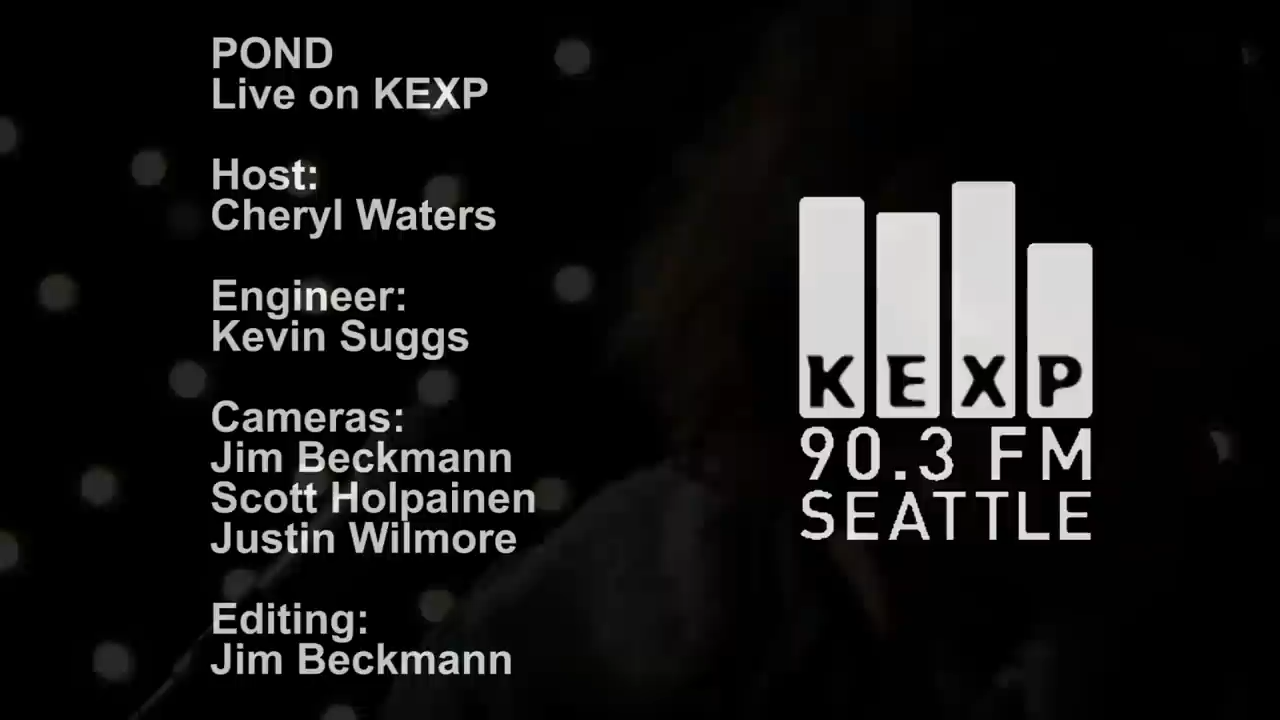 POND
Live on KEXP
Host:
Cheryl Waters
Engineer:
Kevin Suggs
Cameras:
Jim Beckmann
Scott Holpainen
Justin Wilmore
Editing:
Jim Beckmann
KEXP
90.3 FM
SEATTLE